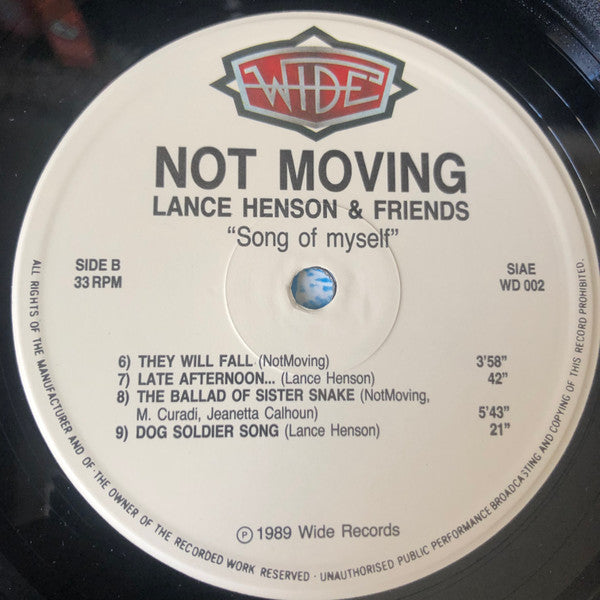 WIDE
NOT MOVING
LANCE HENSON & FRIENDS
“Song of myself”
SIDE B
33 RPM
SIAE
WD 002
6) THEY WILL FALL (NotMoving) 3'58”
7) LATE AFTERNOON... (Lance Henson) 42”
8) THE BALLAD OF SISTER SNAKE (NotMoving,
M. Curadi, Jeanetta Calhoun) 5'43”
9) DOG SOLDIER SONG (Lance Henson) 21”
℗ 1989 Wide Records
ALL RIGHTS OF THE MANUFACTURER AND OF THE OWNER OF THE RECORDED WORK RESERVED - UNAUTHORISED PUBLIC PERFORMANCE BROADCASTING AND COPYING OF THIS RECORD PROHIBITED.